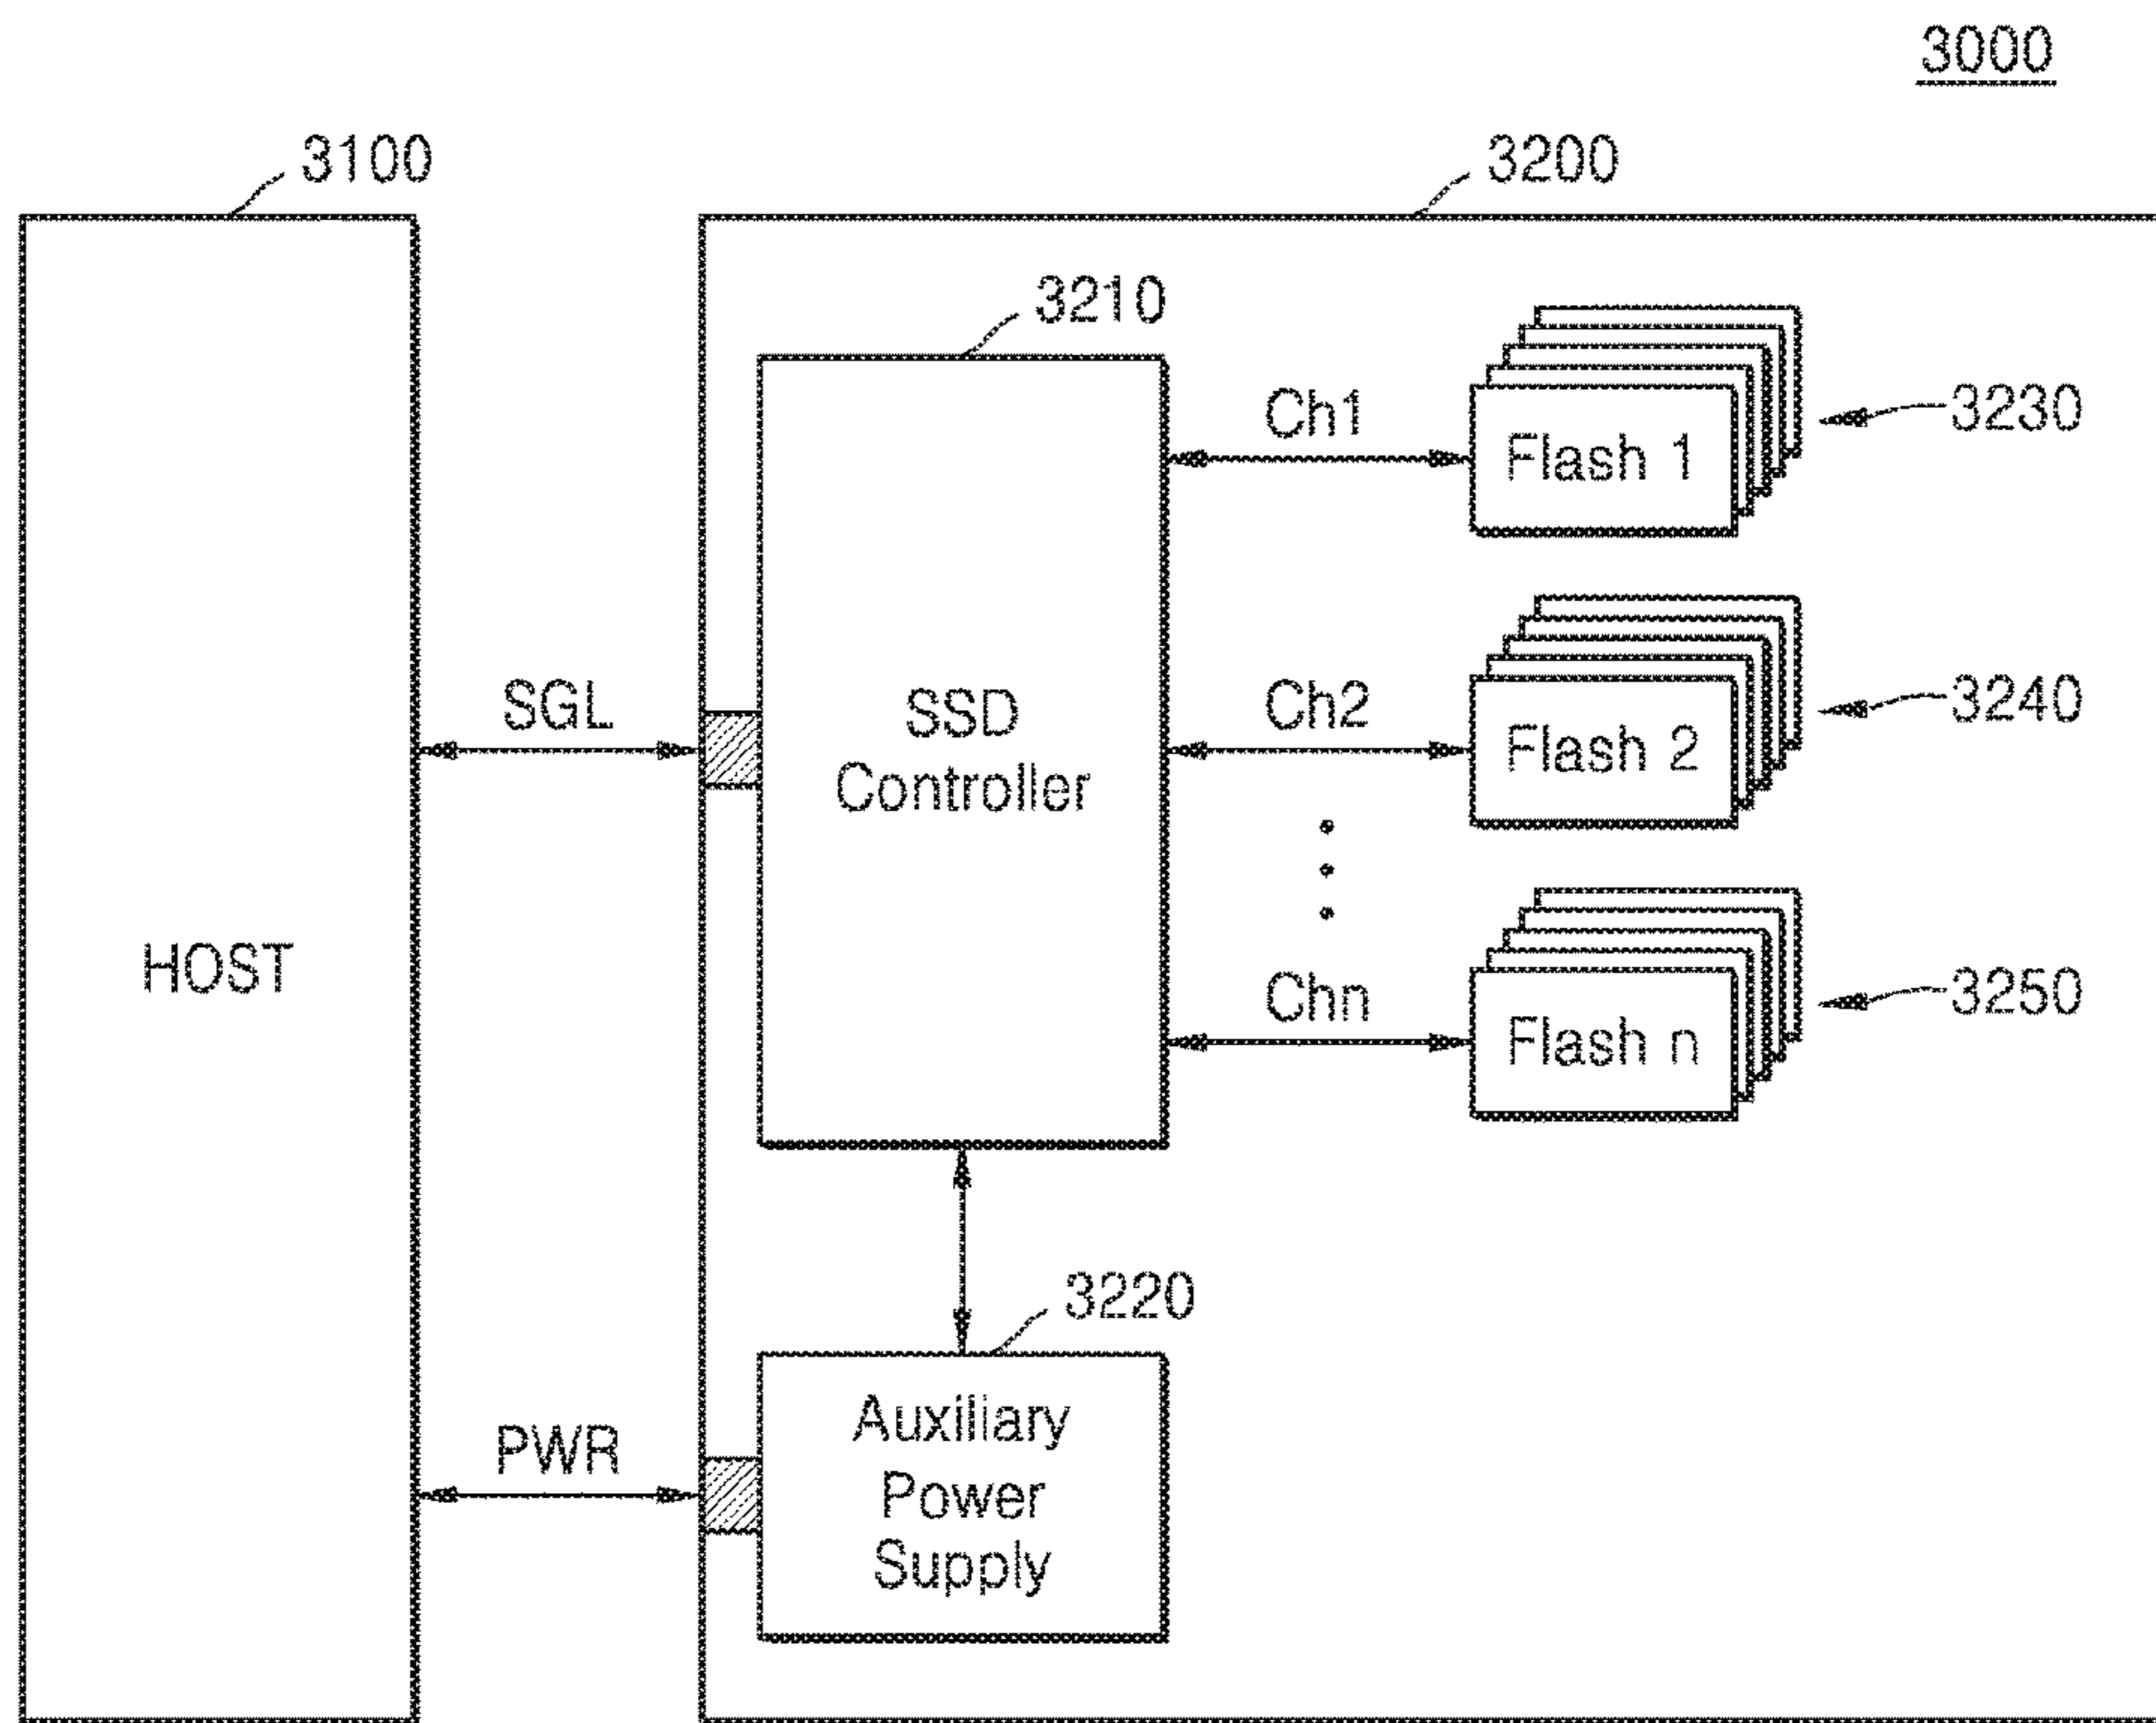 3000
3100
3200
3210
Ch1
Flash 1
3230
SGL
SSD
Controller
Ch2
Flash 2
3240
HOST
Chn
Flash n
3250
3220
PWR
Auxiliary
Power
Supply